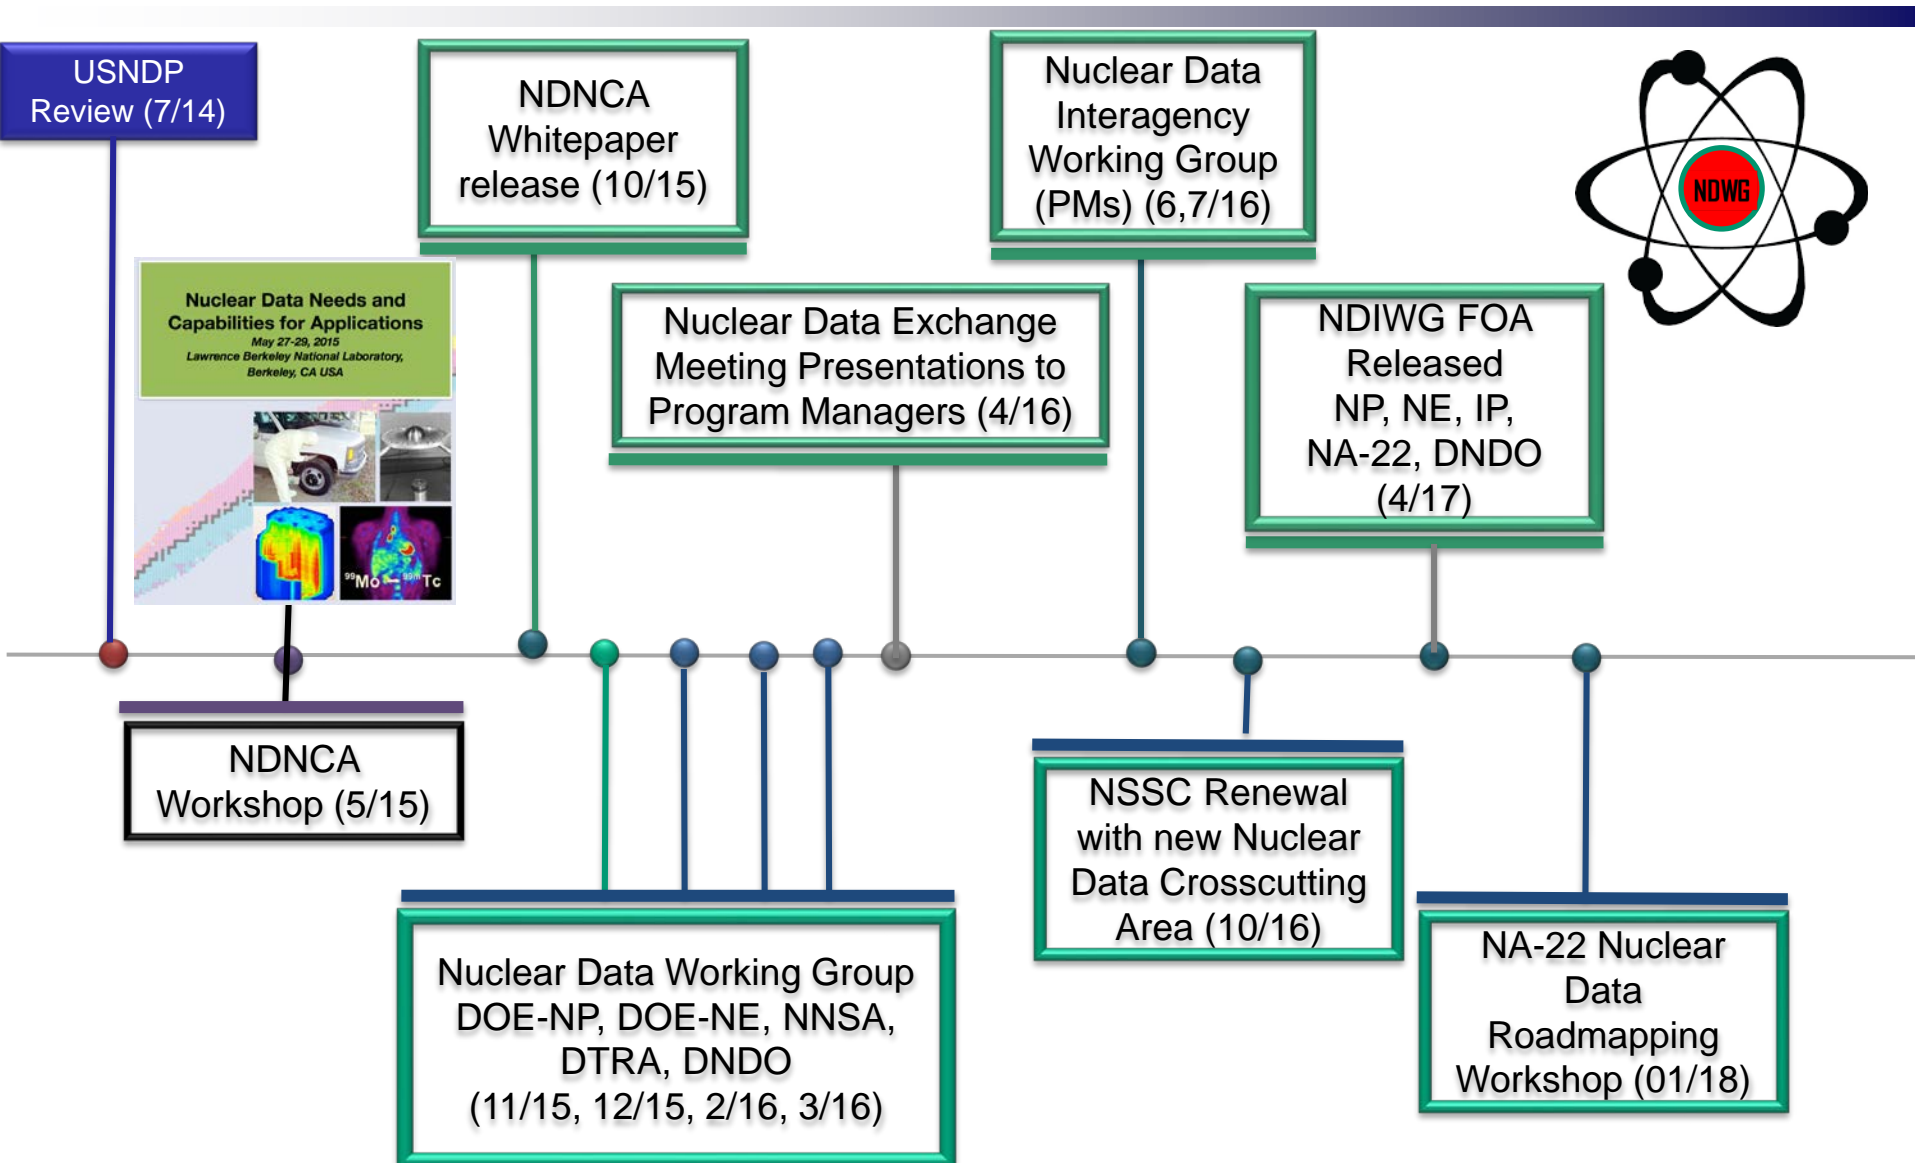 USNDP
Review (7/14)
NDNCA
Whitepaper
release (10/15)
Nuclear Data
Interagency
Working Group
(PMs) (6,7/16)
NDWG
Nuclear Data Needs and
Capabilities for Applications
May 27-29, 2015
Lawrence Berkeley National Laboratory,
Berkeley, CA USA
99Mo 99mTc
Nuclear Data Exchange
Meeting Presentations to
Program Managers (4/16)
NDIWG FOA
Released
NP, NE, IP,
NA-22, DNDO
(4/17)
NDNCA
Workshop (5/15)
Nuclear Data Working Group
DOE-NP, DOE-NE, NNSA,
DTRA, DNDO
(11/15, 12/15, 2/16, 3/16)
NSSC Renewal
with new Nuclear
Data Crosscutting
Area (10/16)
NA-22 Nuclear
Data
Roadmapping
Workshop (01/18)